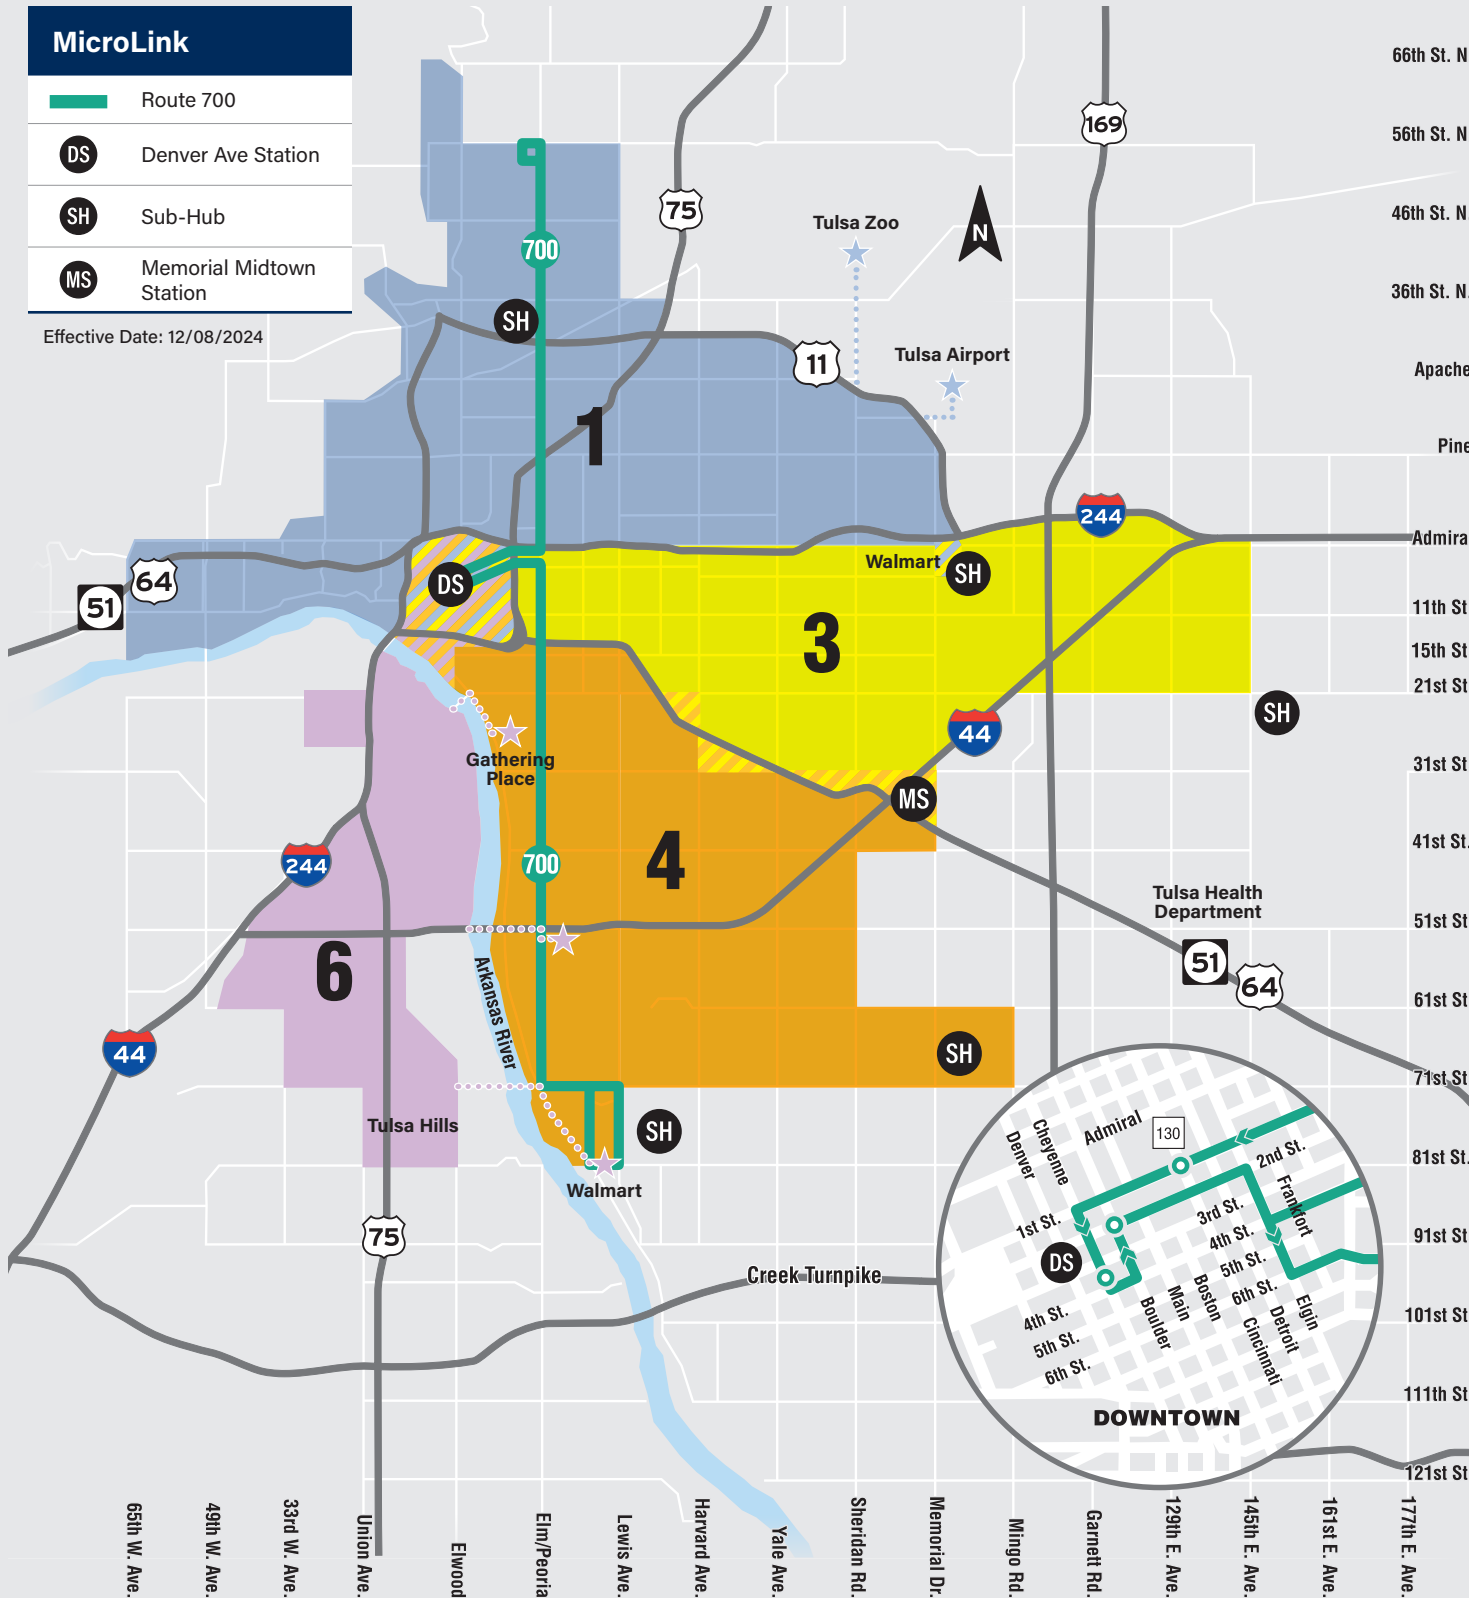 MicroLink
Route 700
DS
Denver Ave Station
SH
Sub-Hub
MS
Memorial Midtown
Station
Effective Date: 12/08/2024
66th St. N
56th St. N
46th St. N.
36th St. N.
Apache
Pine
Admira
11th St
15th St
21st St
31st St
41st St.
51st St
61st St
71st St
81st St.
91st St
101st St
111th St
121st St
169
75
N
Tulsa Zoo
Tulsa Airport
700
SH
11
1
244
Walmart
SH
DS
64
51
3
SH
44
Gathering
Place
MS
700
4
244
Tulsa Health
Department
51
64
6
Arkansas River
44
SH
Tulsa Hills
SH
Walmart
75
Creek Turnpike
Denver
Cheyenne
Admiral
130
2nd St.
Frankfort
1st St.
3rd St.
4th St.
5th St.
6th St.
DS
4th St.
5th St.
6th St.
Boulder
Main
Boston
Cincinnati
Detroit
Elgin
DOWNTOWN
65th W. Ave.
49th W. Ave.
33rd W. Ave.
Union Ave.
Elwood
Elm/Peoria
Lewis Ave.
Harvard Ave.
Yale Ave.
Sheridan Rd.
Memorial Dr.
Mingo Rd.
Garnett Rd.
129th E. Ave.
145th E. Ave.
161st E. Ave.
177th E. Ave.